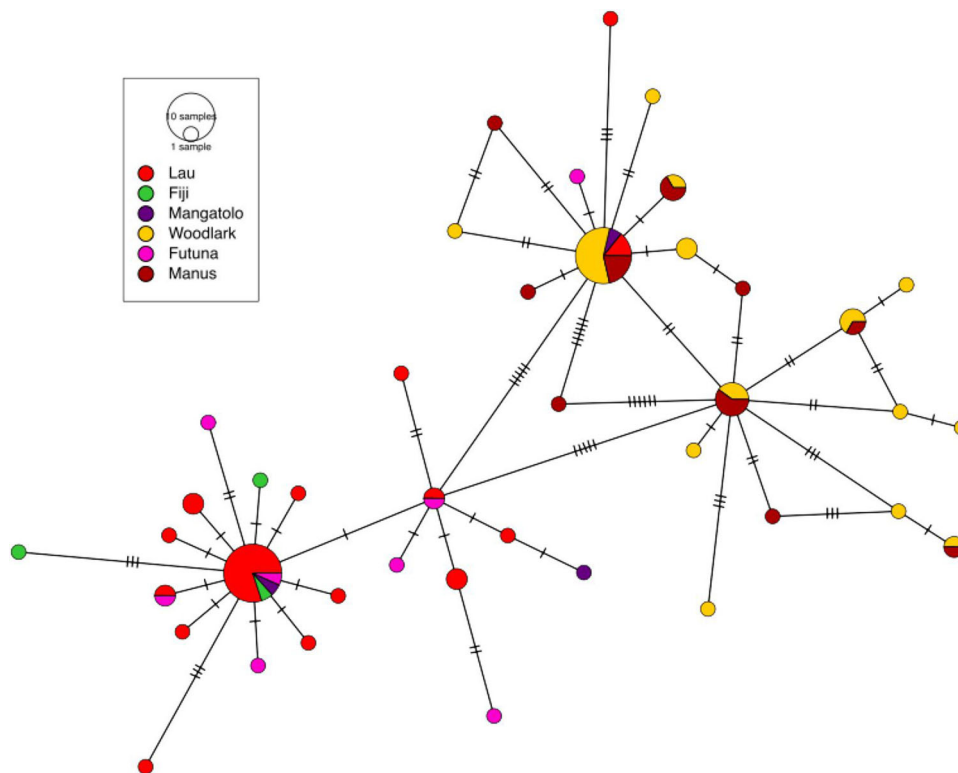 10 samples
1 sample
Lau
Fiji
Mangatolo
Woodlark
Futuna
Manus